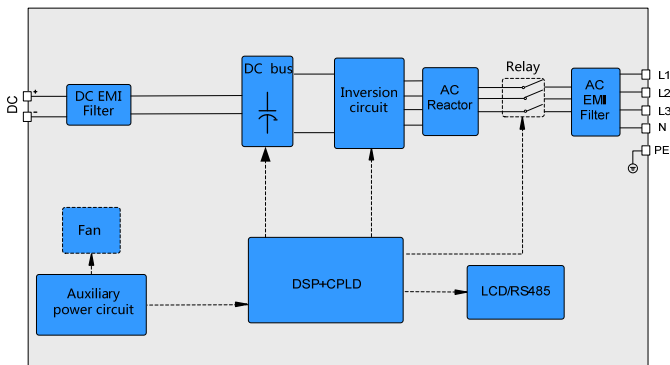 DC
+
-
DC EMI
Filter
DC bus
Inversion
circuit
AC
Reactor
Relay
AC
EMI
Filter
L1
L2
L3
N
PE
Fan
Auxiliary
power circuit
DSP+CPLD
LCD/RS485